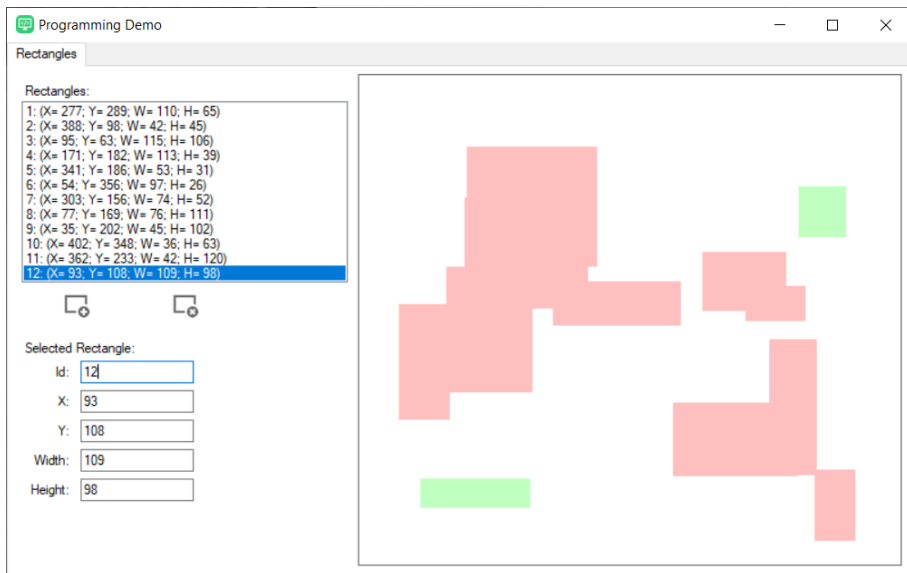 Programming Demo
Rectangles
Rectangles:
1: (X= 277; Y= 289; W= 110; H= 65)
2: (X= 388; Y= 98; W= 42; H= 45)
3: (X= 95; Y= 63; W= 115; H= 106)
4: (X= 171; Y= 182; W= 113; H= 39)
5: (X= 341; Y= 186; W= 53; H= 31)
6: (X= 54; Y= 356; W= 97; H= 26)
7: (X= 303; Y= 156; W= 74; H= 52)
8: (X= 77; Y= 169; W= 76; H= 111)
9: (X= 35; Y= 202; W= 45; H= 102)
10: (X= 402; Y= 348; W= 36; H= 63)
11: (X= 362; Y= 233; W= 42; H= 120)
12: (X= 93; Y= 108; W= 109; H= 98)
Selected Rectangle:
Id: 12
X: 93
Y: 108
Width: 109
Height: 98